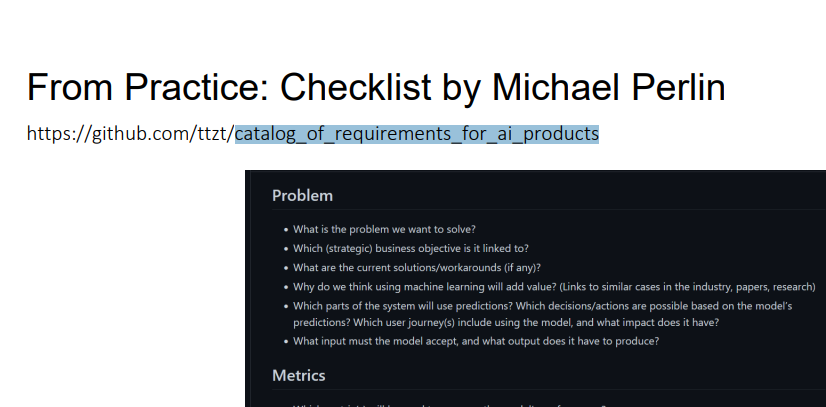 From Practice: Checklist by Michael Perlin
https://github.com/ttzt/catalog_of_requirements_for_ai_products
Problem
• What is the problem we want to solve?
• Which (strategic) business objective is it linked to?
• What are the current solutions/workarounds (if any)?
• Why do we think using machine learning will add value? (Links to similar cases in the industry, papers, research)
• Which parts of the system will use predictions? Which decisions/actions are possible based on the model's
predictions? Which user journey(s) include using the model, and what impact does it have?
• What input must the model accept, and what output does it have to produce?
Metrics